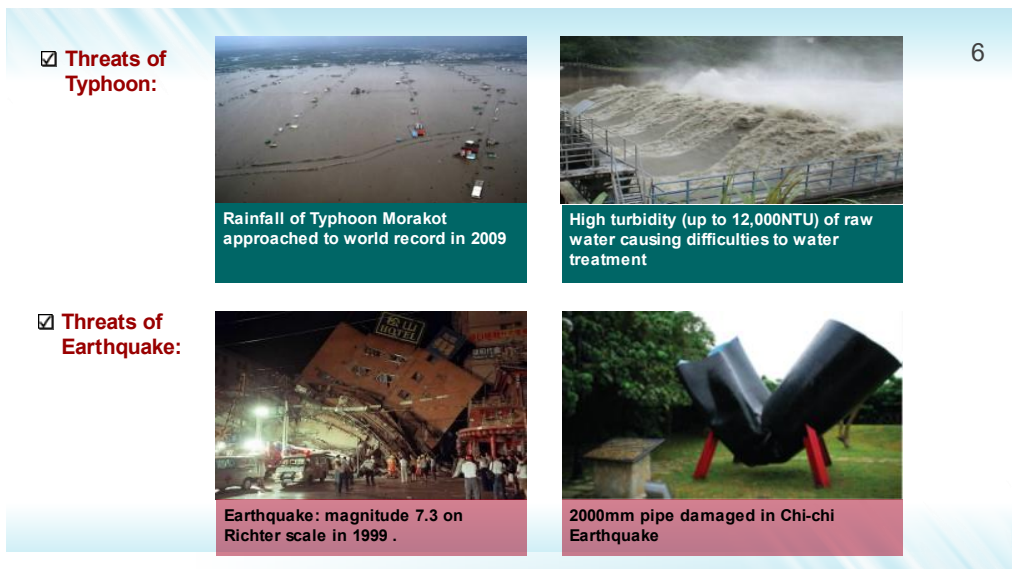 6
☑ Threats of
Typhoon:
Rainfall of Typhoon Morakot
approached to world record in 2009
High turbidity (up to 12,000NTU) of raw
water causing difficulties to water
treatment
☑ Threats of
Earthquake:
松山
HOTEL
Earthquake: magnitude 7.3 on
Richter scale in 1999 .
2000mm pipe damaged in Chi-chi
Earthquake